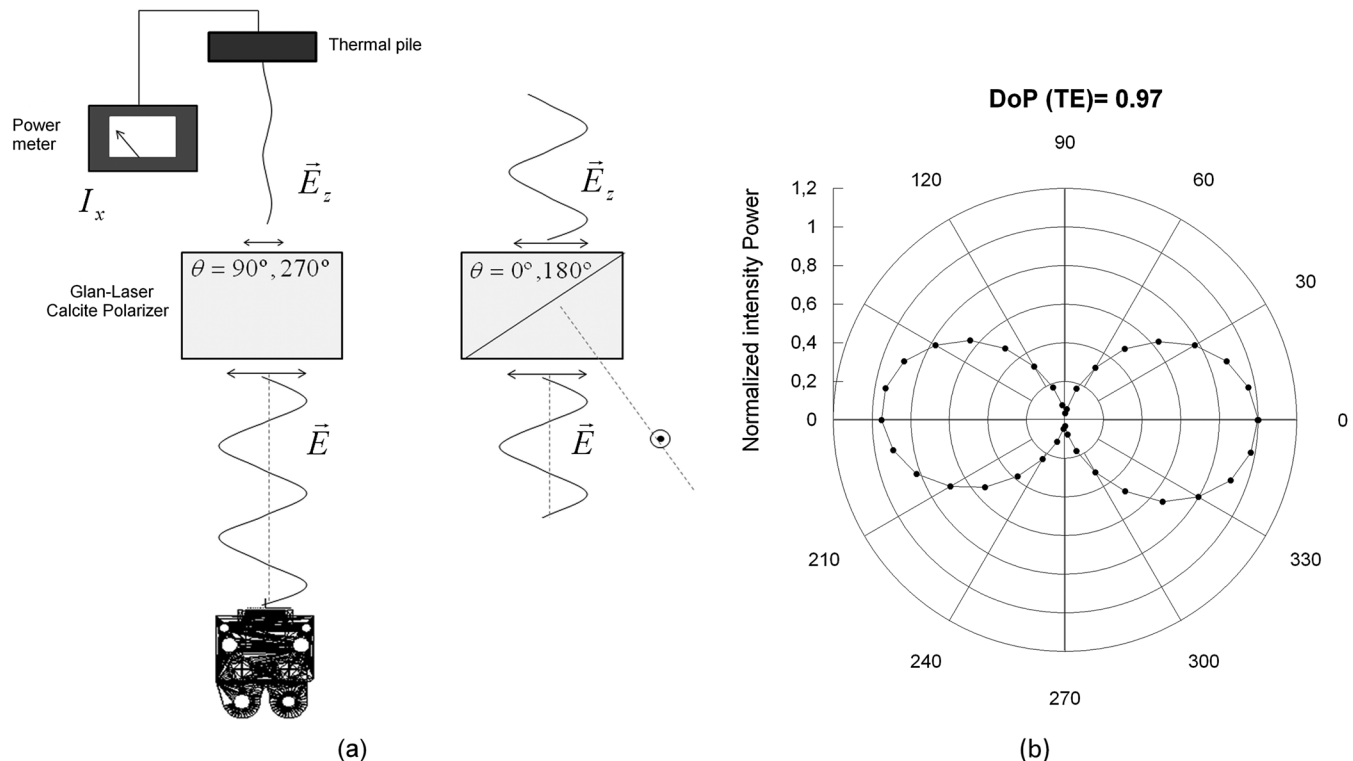 Thermal pile
Power
meter
I_x
E⃗_z
θ = 90°, 270°
Glan-Laser
Calcite Polarizer
E⃗
E⃗_z
θ = 0°, 180°
E⃗
(a)
DoP (TE)= 0.97
Normalized intensity Power
1,2
1
0,8
0,6
0,4
0,2
0
90
120
60
30
0
210
330
240
300
270
(b)